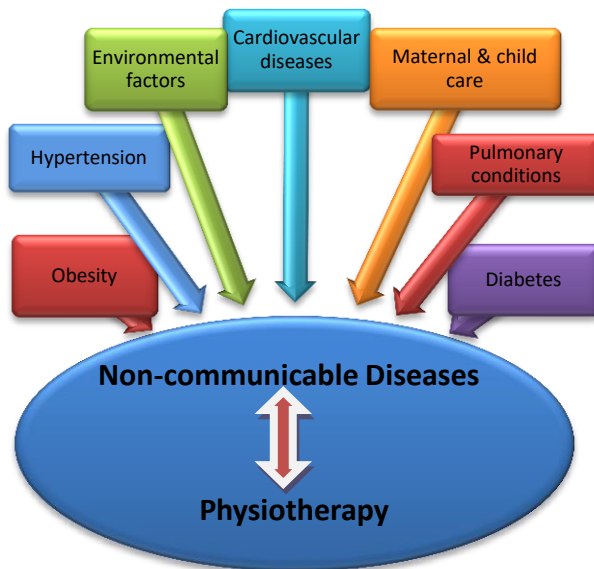 Cardiovascular
diseases
Environmental
factors
Maternal & child
care
Hypertension
Pulmonary
conditions
Obesity
Diabetes
Non-communicable Diseases
Physiotherapy